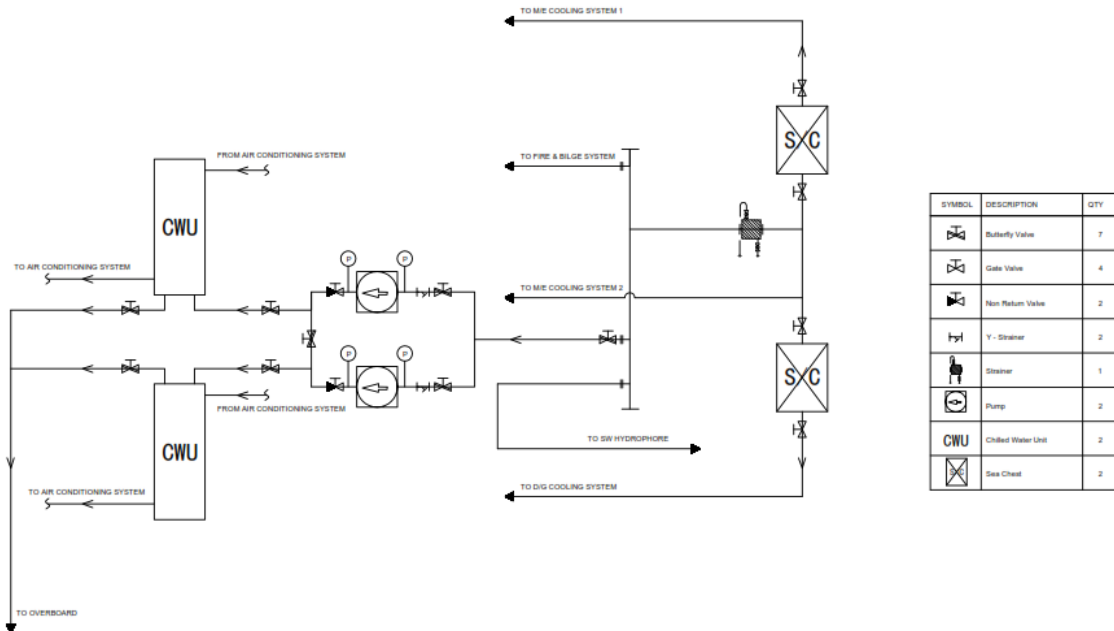 TO M/E COOLING SYSTEM 1
S/C
FROM AIR CONDITIONING SYSTEM
TO FIRE & BILGE SYSTEM
CWU
TO AIR CONDITIONING SYSTEM
P
P
TO M/E COOLING SYSTEM 2
P
P
S/C
FROM AIR CONDITIONING SYSTEM
TO SW HYDROPHORE
CWU
TO AIR CONDITIONING SYSTEM
TO D/G COOLING SYSTEM
TO OVERBOARD
SYMBOL DESCRIPTION QTY
Butterfly Valve 7
Gate Valve 4
Non Return Valve 2
Y - Strainer 2
Strainer 1
Pump 2
CWU Chilled Water Unit 2
S/C Sea Chest 2